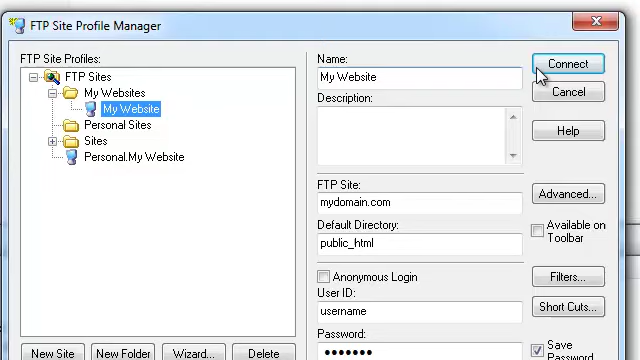 FTP Site Profile Manager
FTP Site Profiles:
FTP Sites
My Websites
My Website
Personal Sites
Sites
Personal.My Website
New Site
New Folder
Wizard...
Delete
Name:
My Website
Description:
FTP Site:
mydomain.com
Default Directory:
public_html
Anonymous Login
User ID:
username
Password:
Connect
Cancel
Help
Advanced...
Available on
Toolbar
Filters...
Short Cuts...
Save
Password